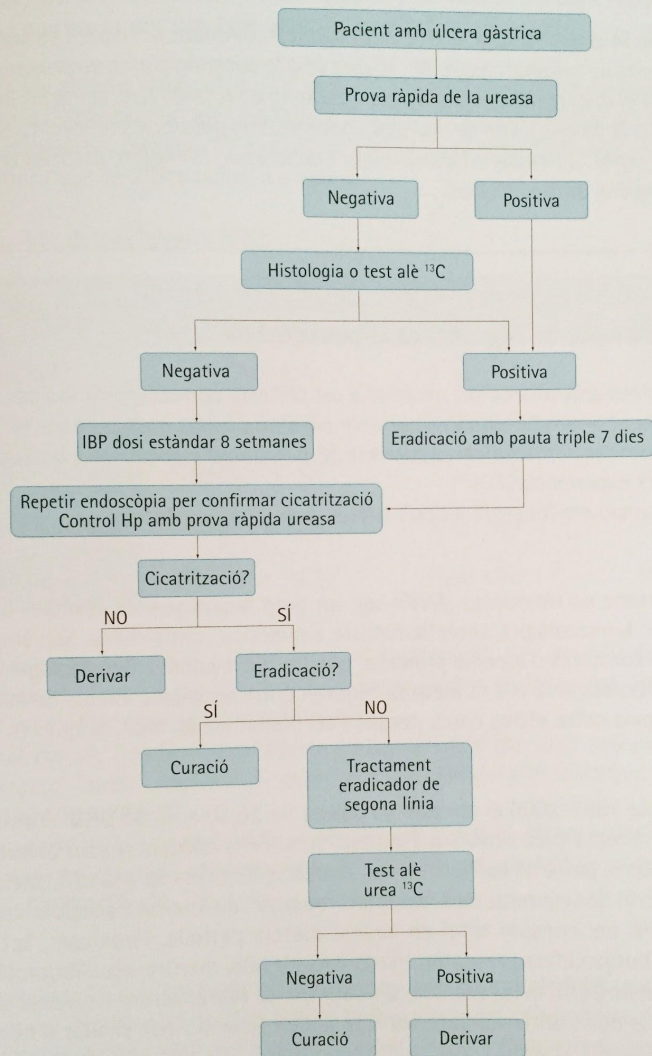 Pacient amb úlcera gàstrica
Prova ràpida de la ureasa
Negativa
Positiva
Histologia o test alè ¹³C
Negativa
Positiva
IBP dosi estàndar 8 setmanes
Eradicació amb pauta triple 7 dies
Repetir endoscòpia per confirmar cicatrització
Control Hp amb prova ràpida ureasa
Cicatrització?
NO
SÍ
Derivar
Eradicació?
SÍ
NO
Curació
Tractament
eradicador de
segona línia
Test alè
urea ¹³C
Negativa
Positiva
Curació
Derivar